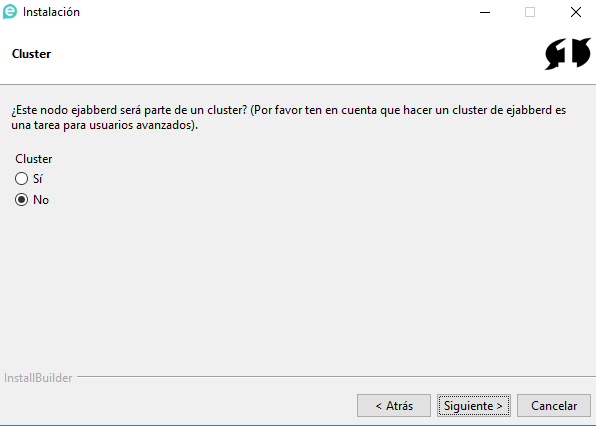 Instalación
Cluster
¿Este nodo ejabberd será parte de un cluster? (Por favor ten en cuenta que hacer un cluster de ejabberd es
una tarea para usuarios avanzados).
Cluster
Sí
No
InstallBuilder
< Atrás
Siguiente >
Cancelar